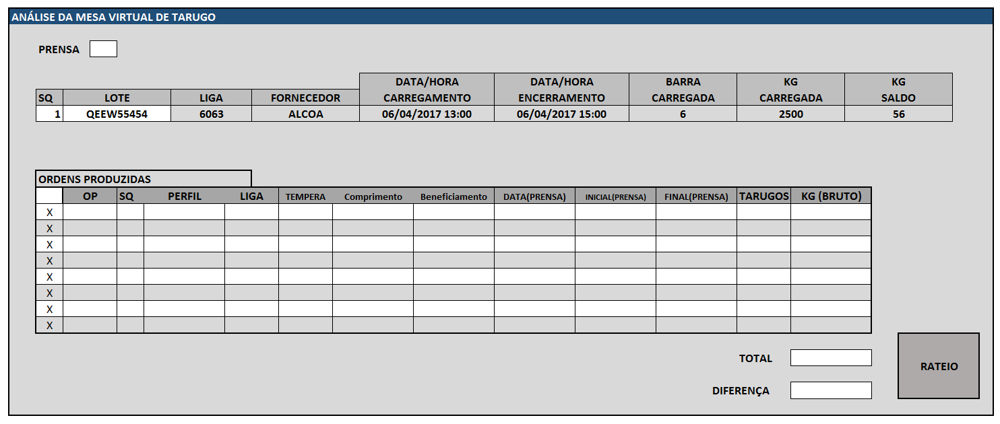 ANÁLISE DA MESA VIRTUAL DE TARUGO
PRENSA
DATA/HORA DATA/HORA BARRA KG KG
SQ LOTE LIGA FORNECEDOR CARREGAMENTO ENCERRAMENTO CARREGADA CARREGADA SALDO
1 QEEW55454 6063 ALCOA 06/04/2017 13:00 06/04/2017 15:00 6 2500 56
ORDENS PRODUZIDAS
OP SQ PERFIL LIGA TEMPERA Comprimento Beneficiamento DATA(PRENSA) INICIAL(PRENSA) FINAL(PRENSA) TARUGOS KG (BRUTO)
X
X
X
X
X
X
X
X
TOTAL
RATEIO
DIFERENÇA